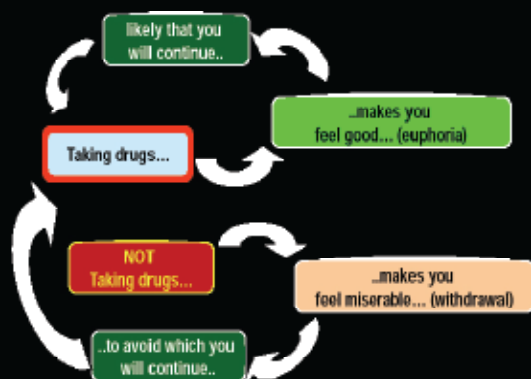 likely that you
will continue..
..makes you
feel good... (euphoria)
Taking drugs...
NOT
Taking drugs...
..makes you
feel miserable... (withdrawal)
..to avoid which you
will continue..